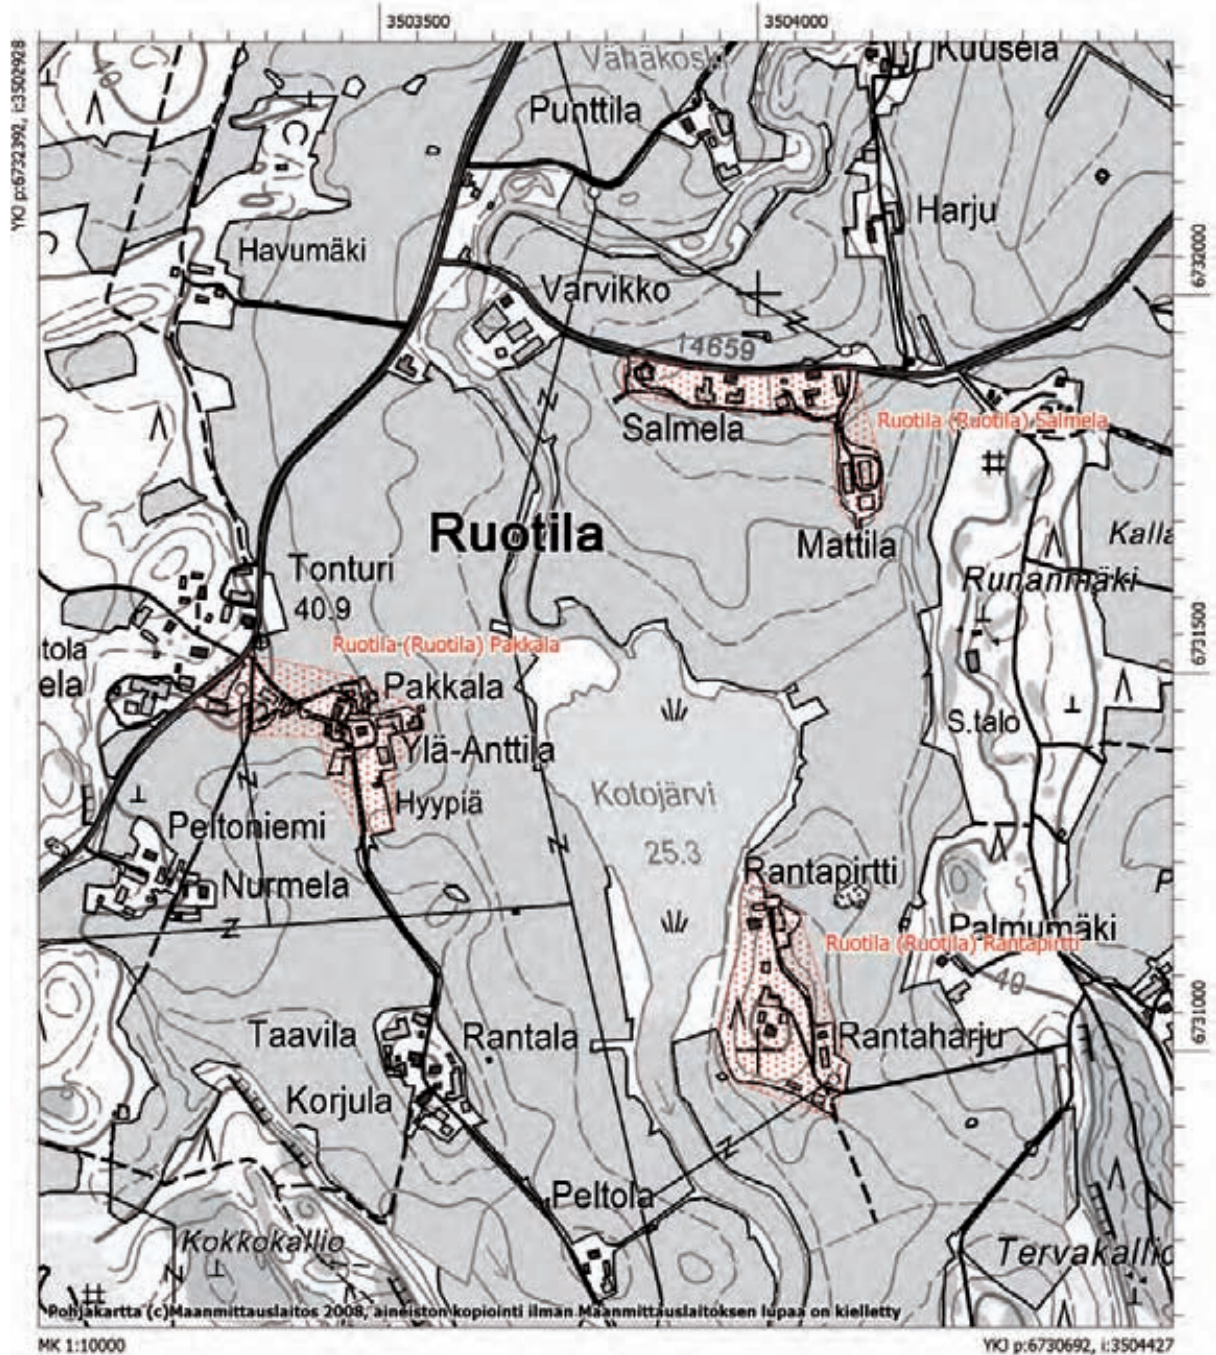 3503500
3504000
YKJ p:6732392, i:3502928
Vähäkoski
Kuusela
Punttila
Harju
6732000
Havumäki
Varvikko
14659
Salmela
Ruotila (Ruotila) Salmela
Ruotila
Mattila
Kalla
Tonturi
40.9
Runanmäki
6731500
Ruotila (Ruotila) Pakkala
tola
ela
Pakkala
S.talo
Ylä-Anttila
Kotojärvi
Hyypiä
25.3
Peltoniemi
Rantapirtti
Nurmela
P
Palmumäki
Ruotila (Ruotila) Rantapirtti
40
6731000
Taavila
Rantala
Rantaharju
Korjula
Peltola
Kokkokallio
Tervakallio
Pohjakartta (c)Maanmittauslaitos 2008, aineiston kopiointi ilman Maanmittauslaitoksen lupaa on kielletty
MK 1:10000
YKJ p:6730692, i:3504427